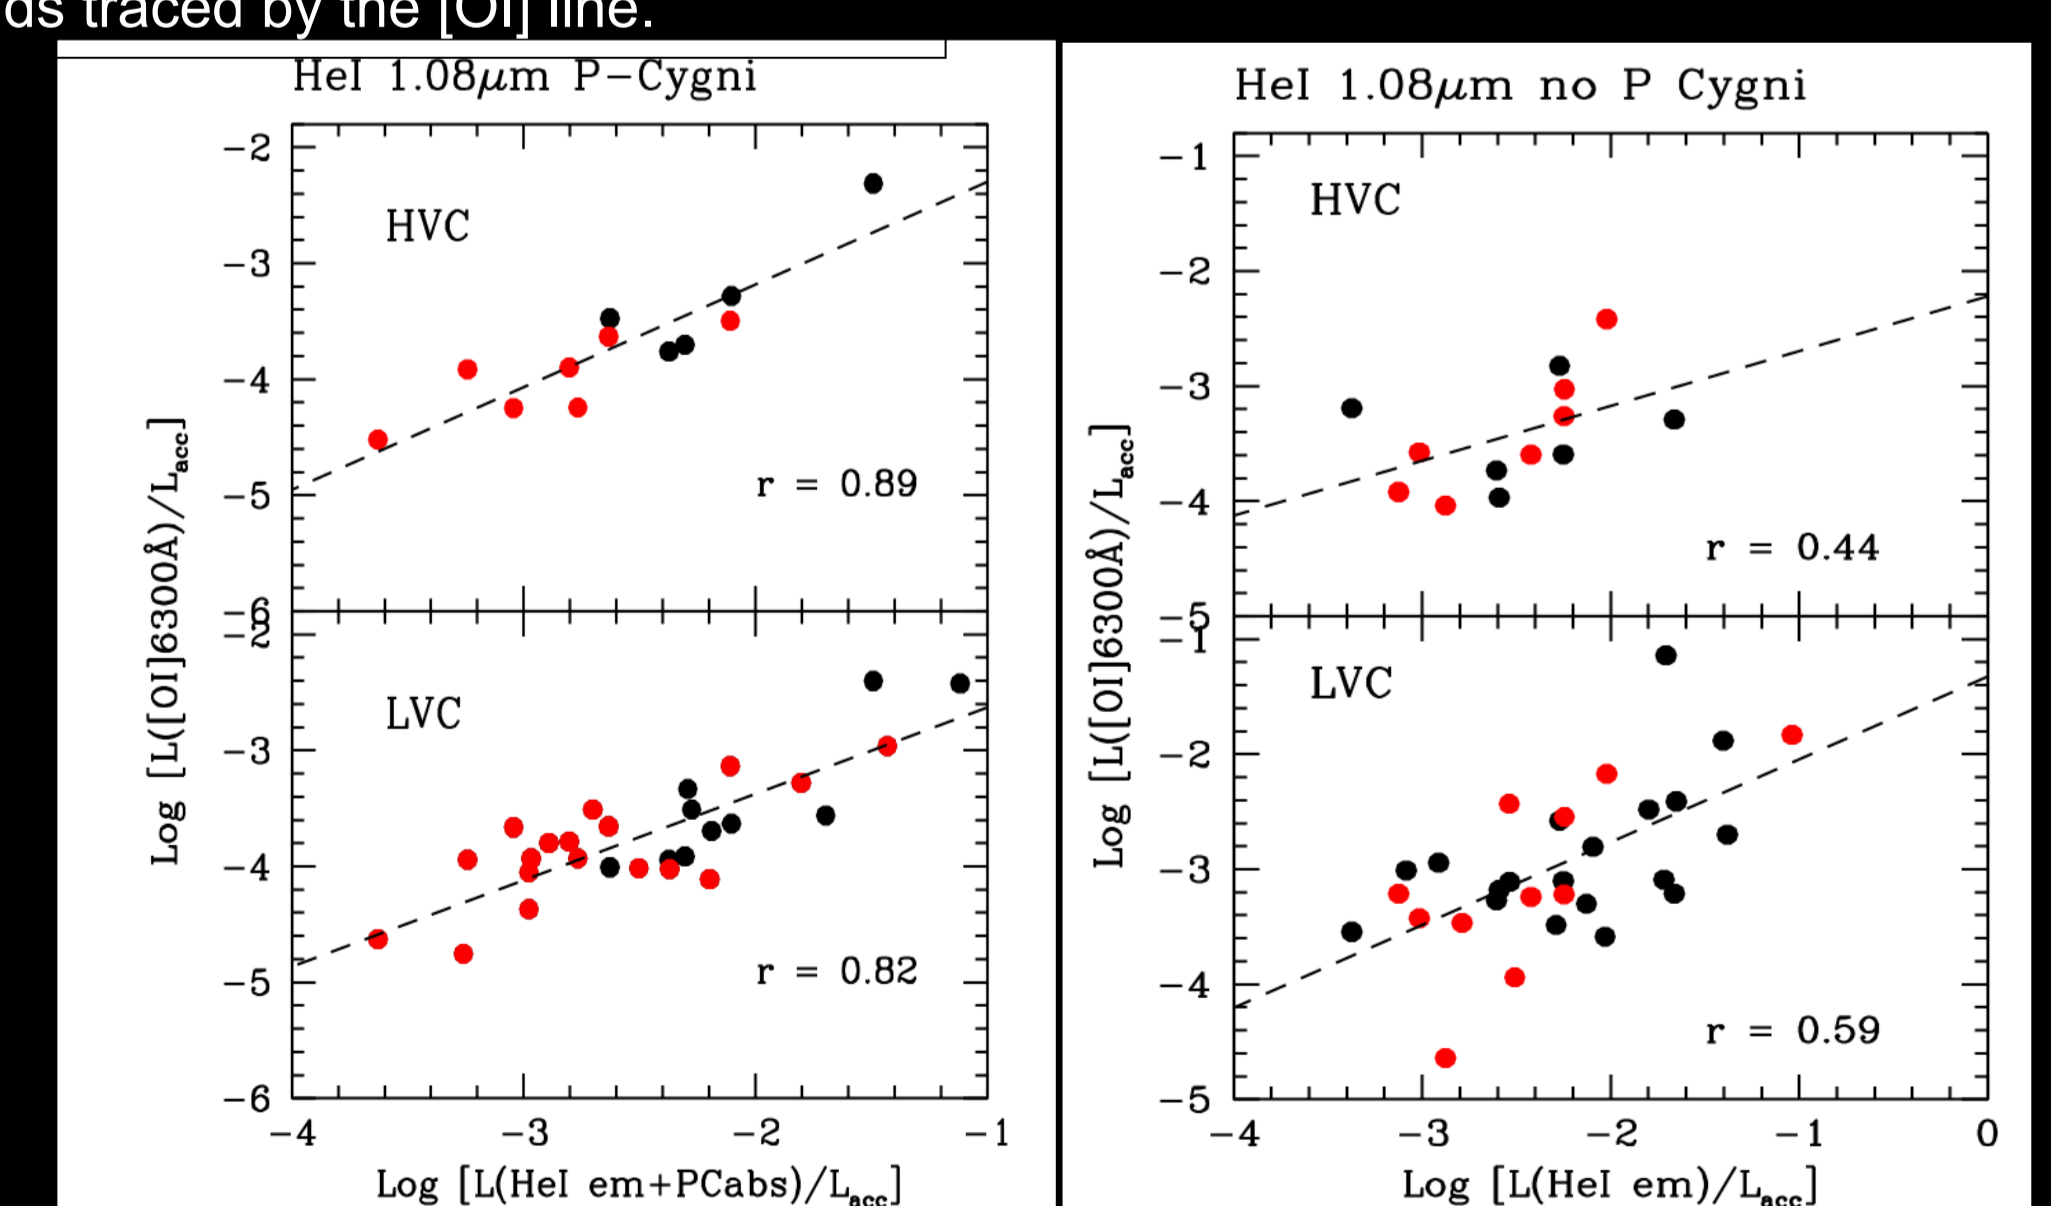 ds traced by the [OI] line.
HeI 1.08μm P-Cygni
-2
HVC
-3
-4
r = 0.89
-5
-6
-2
LVC
-3
-4
r = 0.82
-5
-6
-4 -3 -2 -1
Log [L(HeI em+PCabs)/Lacc]
Log [L([OI]6300Å)/Lacc]
HeI 1.08μm no P Cygni
-1
HVC
-2
-3
-4
r = 0.44
-5
-1
LVC
-2
-3
-4
r = 0.59
-5
-4 -3 -2 -1 0
Log [L(HeI em)/Lacc]
Log [L([OI]6300Å)/Lacc]